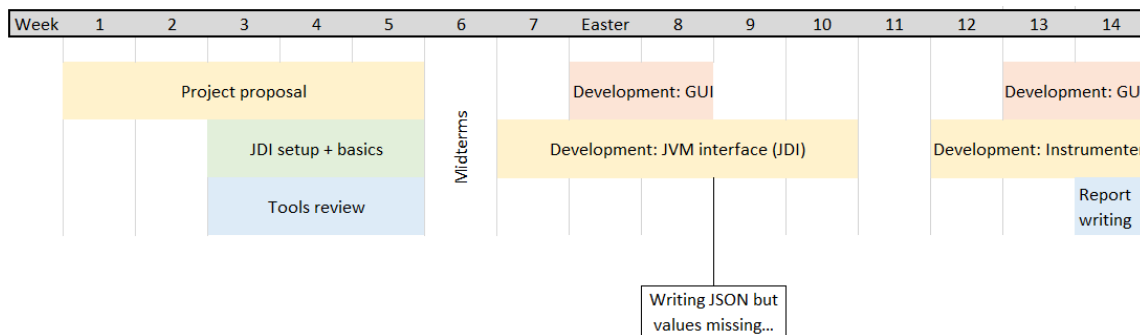 Week 1 2 3 4 5 6 7 Easter 8 9 10 11 12 13 14
Project proposal
Development: GUI
Development: GU
JDI setup + basics
Midterms
Development: JVM interface (JDI)
Development: Instrumenter
Tools review
Report
writing
Writing JSON but
values missing...